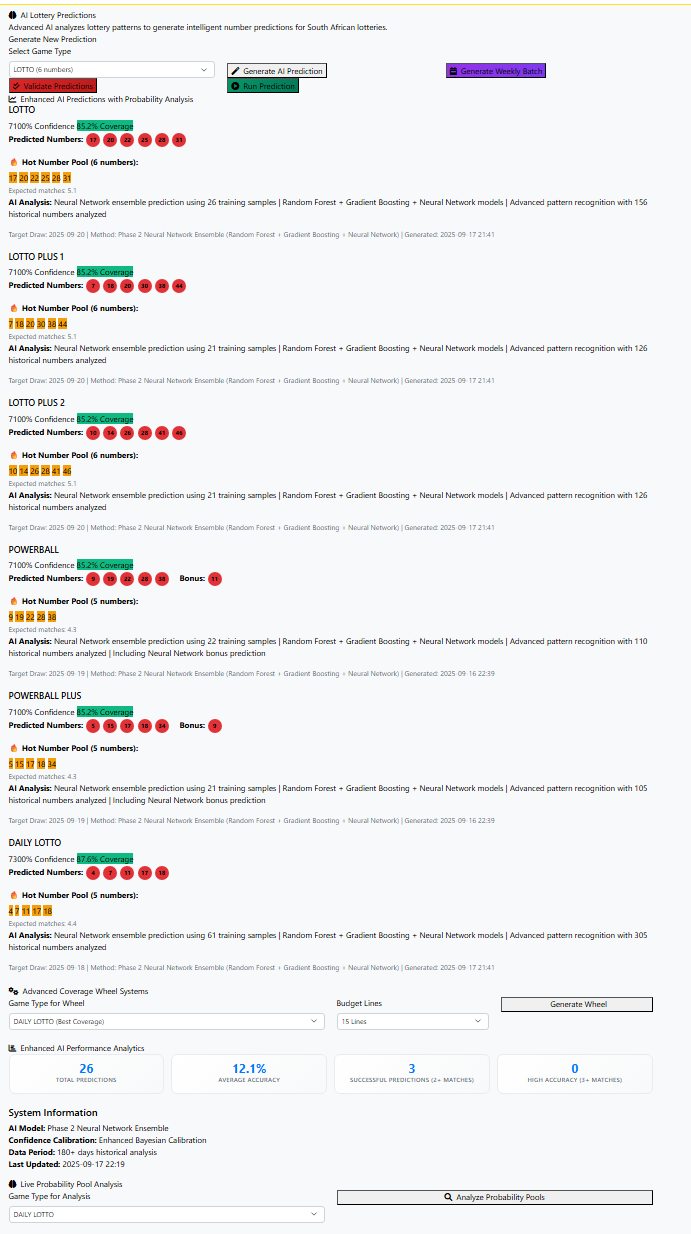 AI Lottery Predictions
Advanced AI analyzes lottery patterns to generate intelligent number predictions for South African lotteries.
Generate New Prediction
Select Game Type
LOTTO (6 numbers)
Generate AI Prediction
Generate Weekly Batch
Validate Predictions
Run Prediction
Enhanced AI Predictions with Probability Analysis
LOTTO
7100% Confidence 85.2% Coverage
Predicted Numbers: 17 20 22 25 28 31
Hot Number Pool (6 numbers):
17 20 22 25 28 31
Expected matches: 5.1
AI Analysis: Neural Network ensemble prediction using 26 training samples | Random Forest + Gradient Boosting + Neural Network models | Advanced pattern recognition with 156
historical numbers analyzed
Target Draw: 2025-09-20 | Method: Phase 2 Neural Network Ensemble (Random Forest + Gradient Boosting + Neural Network) | Generated: 2025-09-17 21:41
LOTTO PLUS 1
7100% Confidence 85.2% Coverage
Predicted Numbers: 7 18 20 30 38 44
Hot Number Pool (6 numbers):
7 18 20 30 38 44
Expected matches: 5.1
AI Analysis: Neural Network ensemble prediction using 21 training samples | Random Forest + Gradient Boosting + Neural Network models | Advanced pattern recognition with 126
historical numbers analyzed
Target Draw: 2025-09-20 | Method: Phase 2 Neural Network Ensemble (Random Forest + Gradient Boosting + Neural Network) | Generated: 2025-09-17 21:41
LOTTO PLUS 2
7100% Confidence 85.2% Coverage
Predicted Numbers: 10 14 26 28 41 46
Hot Number Pool (6 numbers):
10 14 26 28 41 46
Expected matches: 5.1
AI Analysis: Neural Network ensemble prediction using 21 training samples | Random Forest + Gradient Boosting + Neural Network models | Advanced pattern recognition with 126
historical numbers analyzed
Target Draw: 2025-09-20 | Method: Phase 2 Neural Network Ensemble (Random Forest + Gradient Boosting + Neural Network) | Generated: 2025-09-17 21:41
POWERBALL
7100% Confidence 85.2% Coverage
Predicted Numbers: 9 19 22 28 38 Bonus: 11
Hot Number Pool (5 numbers):
9 19 22 28 38
Expected matches: 4.3
AI Analysis: Neural Network ensemble prediction using 22 training samples | Random Forest + Gradient Boosting + Neural Network models | Advanced pattern recognition with 110
historical numbers analyzed | Including Neural Network bonus prediction
Target Draw: 2025-09-19 | Method: Phase 2 Neural Network Ensemble (Random Forest + Gradient Boosting + Neural Network) | Generated: 2025-09-16 22:39
POWERBALL PLUS
7100% Confidence 85.2% Coverage
Predicted Numbers: 5 15 17 18 34 Bonus: 9
Hot Number Pool (5 numbers):
5 15 17 18 34
Expected matches: 4.3
AI Analysis: Neural Network ensemble prediction using 21 training samples | Random Forest + Gradient Boosting + Neural Network models | Advanced pattern recognition with 105
historical numbers analyzed | Including Neural Network bonus prediction
Target Draw: 2025-09-19 | Method: Phase 2 Neural Network Ensemble (Random Forest + Gradient Boosting + Neural Network) | Generated: 2025-09-16 22:39
DAILY LOTTO
7300% Confidence 87.6% Coverage
Predicted Numbers: 4 7 11 17 18
Hot Number Pool (5 numbers):
4 7 11 17 18
Expected matches: 4.4
AI Analysis: Neural Network ensemble prediction using 61 training samples | Random Forest + Gradient Boosting + Neural Network models | Advanced pattern recognition with 305
historical numbers analyzed
Target Draw: 2025-09-18 | Method: Phase 2 Neural Network Ensemble (Random Forest + Gradient Boosting + Neural Network) | Generated: 2025-09-17 21:41
Advanced Coverage Wheel Systems
Game Type for Wheel
Budget Lines
Generate Wheel
DAILY LOTTO (Best Coverage)
15 Lines
Enhanced AI Performance Analytics
26
TOTAL PREDICTIONS
12.1%
AVERAGE ACCURACY
3
SUCCESSFUL PREDICTIONS (2+ MATCHES)
0
HIGH ACCURACY (3+ MATCHES)
System Information
AI Model: Phase 2 Neural Network Ensemble
Confidence Calibration: Enhanced Bayesian Calibration
Data Period: 180+ days historical analysis
Last Updated: 2025-09-17 22:19
Live Probability Pool Analysis
Game Type for Analysis
Analyze Probability Pools
DAILY LOTTO